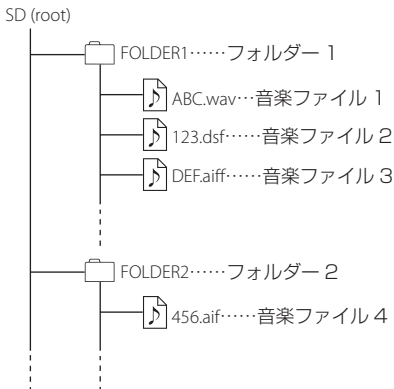 SD (root)
FOLDER1……フォルダー 1
ABC.wav…音楽ファイル 1
123.dsf……音楽ファイル 2
DEF.aiff……音楽ファイル 3
FOLDER2……フォルダー 2
456.aif……音楽ファイル 4